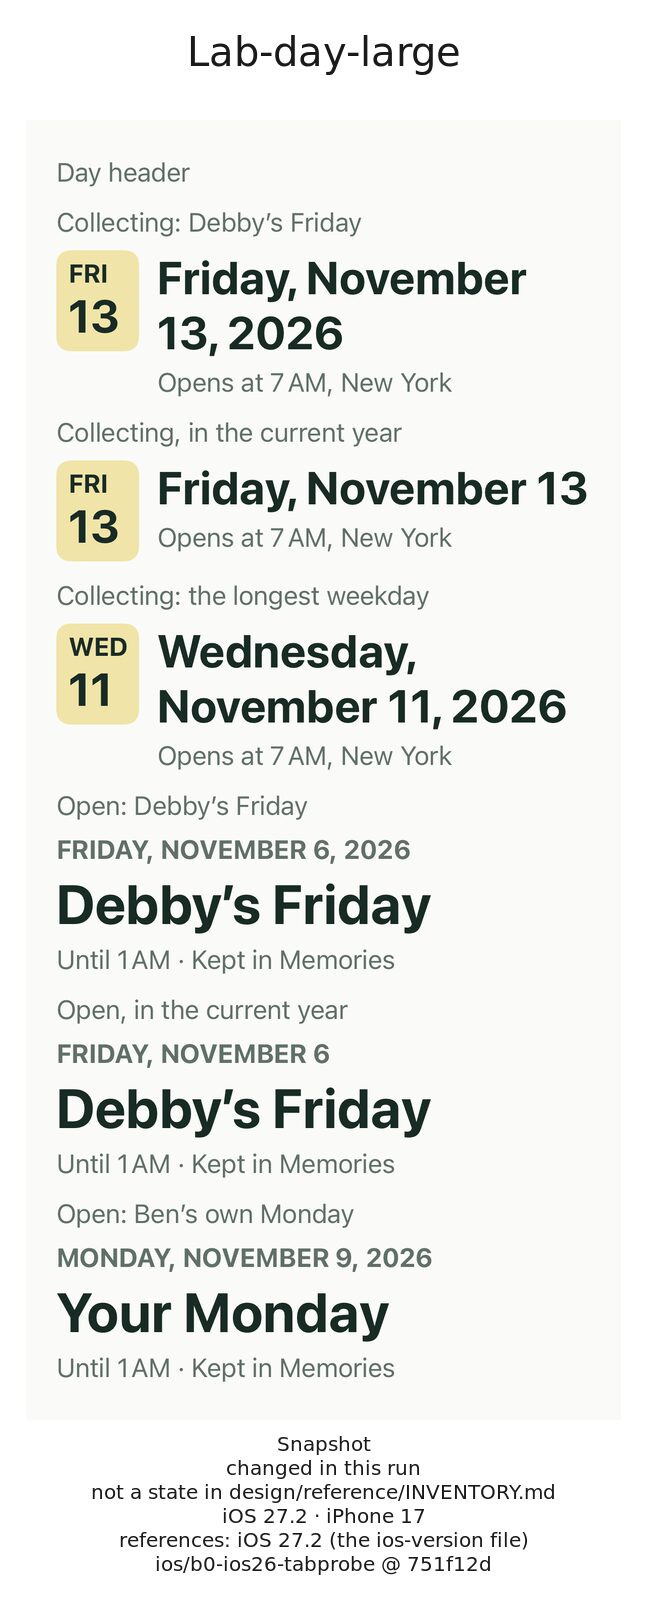 Lab-day-large
Day header
Collecting: Debby’s Friday
FRI
13
Friday, November
13, 2026
Opens at 7 AM, New York
Collecting, in the current year
FRI
13
Friday, November 13
Opens at 7 AM, New York
Collecting: the longest weekday
WED
11
Wednesday,
November 11, 2026
Opens at 7 AM, New York
Open: Debby’s Friday
FRIDAY, NOVEMBER 6, 2026
Debby’s Friday
Until 1 AM · Kept in Memories
Open, in the current year
FRIDAY, NOVEMBER 6
Debby’s Friday
Until 1 AM · Kept in Memories
Open: Ben’s own Monday
MONDAY, NOVEMBER 9, 2026
Your Monday
Until 1 AM · Kept in Memories
Snapshot
changed in this run
not a state in design/reference/INVENTORY.md
iOS 27.2 · iPhone 17
references: iOS 27.2 (the ios-version file)
ios/b0-ios26-tabprobe @ 751f12d